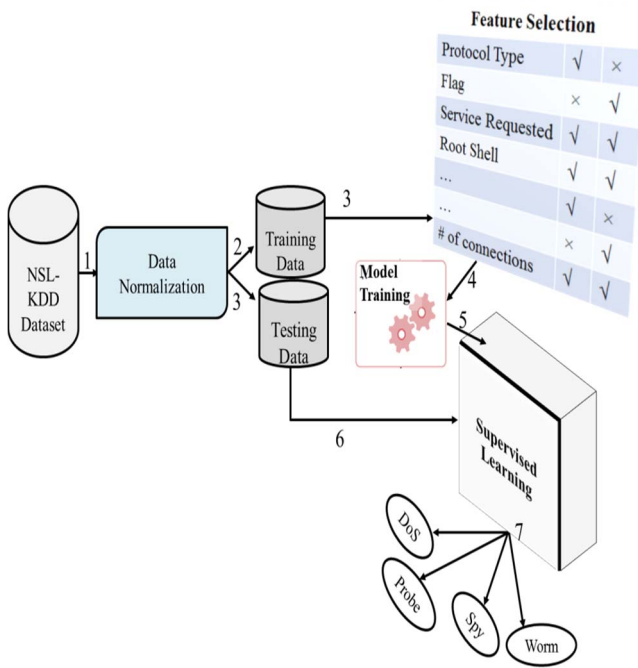 Feature Selection
Protocol Type √ ×
Flag × √
Service Requested √ √
Root Shell √ √
... √ ×
... × √
# of connections √ √
NSL-
KDD
Dataset
1
Data
Normalization
2
3
Training
Data
3
Testing
Data
Model
Training
4
5
6
Supervised
Learning
7
DoS
Probe
Spy
Worm